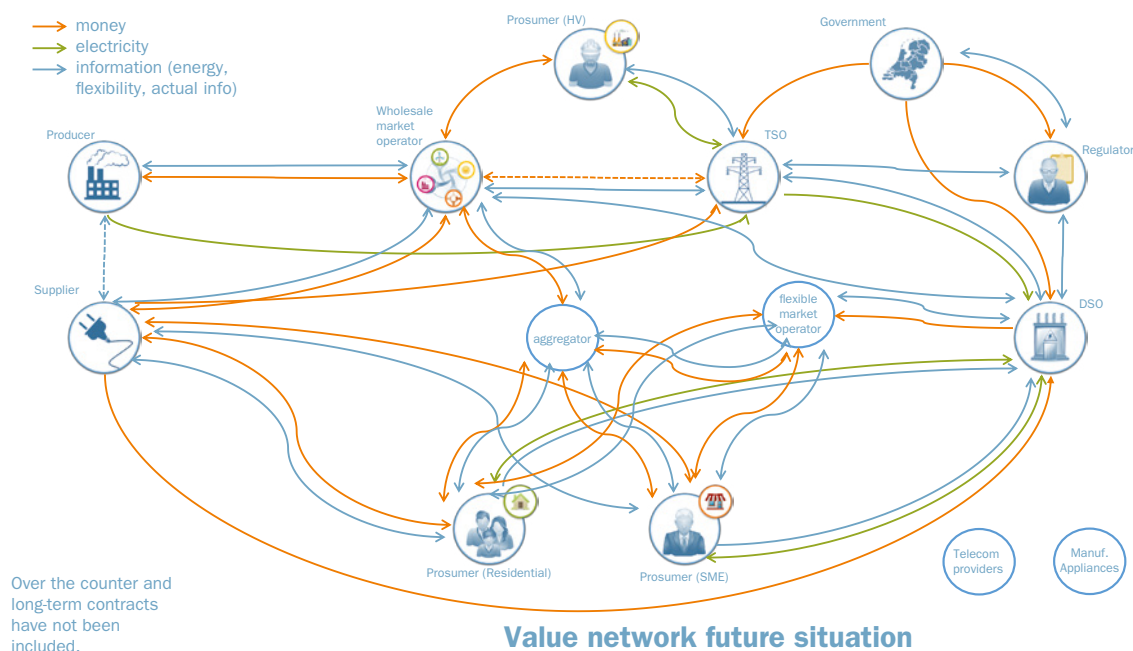 money
electricity
information (energy,
flexibility, actual info)
Prosumer (HV)
Government
Wholesale
market
operator
Producer
TSO
Regulator
Supplier
aggregator
flexible
market
operator
DSO
Prosumer (Residential)
Prosumer (SME)
Telecom
providers
Manuf.
Appliances
Over the counter and
long-term contracts
have not been
included.
Value network future situation